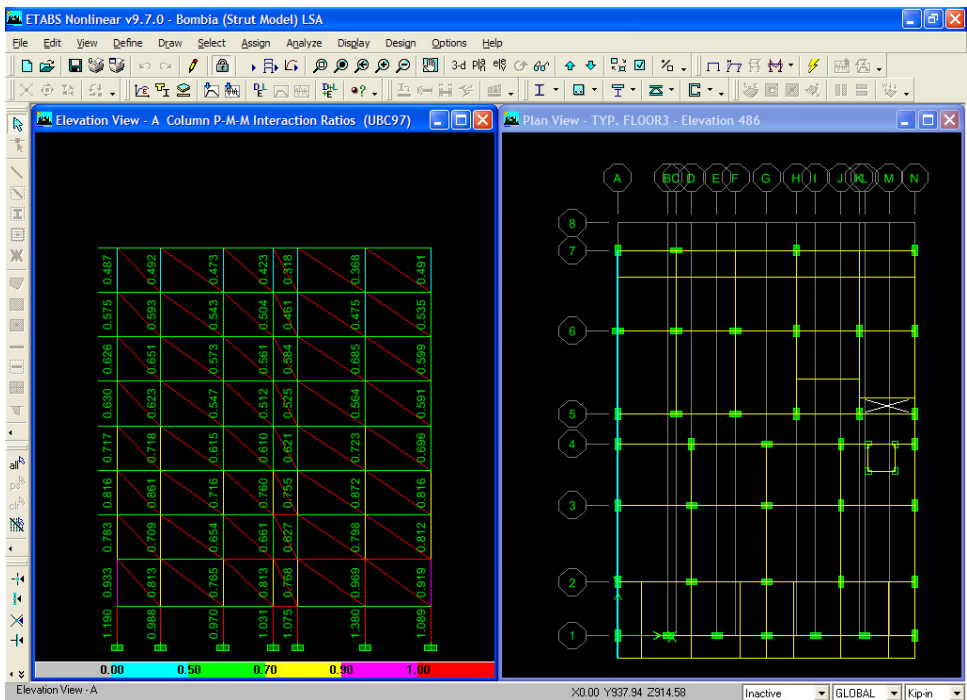 ETABS Nonlinear v9.7.0 - Bombia (Strut Model) LSA
File Edit View Define Draw Select Assign Analyze Display Design Options Help
3-d
Elevation View - A Column P-M-M Interaction Ratios (UBC97)
Plan View - TYP. FLOOR3 - Elevation 486
all
ps
clr
0.487 0.492 0.473 0.423 0.318 0.368 0.491
0.575 0.593 0.543 0.504 0.461 0.475 0.535
0.626 0.651 0.573 0.561 0.584 0.685 0.599
0.630 0.623 0.547 0.512 0.525 0.564 0.591
0.717 0.718 0.615 0.610 0.621 0.723 0.696
0.816 0.861 0.716 0.760 0.755 0.872 0.816
0.783 0.709 0.654 0.661 0.627 0.798 0.812
0.933 0.813 0.765 0.813 0.768 0.969 0.919
1.190 0.988 0.970 1.031 1.075 1.380 1.089
0.00 0.50 0.70 0.90 1.00
A B C D E F G H I J K L M N
8
7
6
5
4
3
2
1
Elevation View - A
X0.00 Y937.94 Z914.58
Inactive
GLOBAL
Kip-in